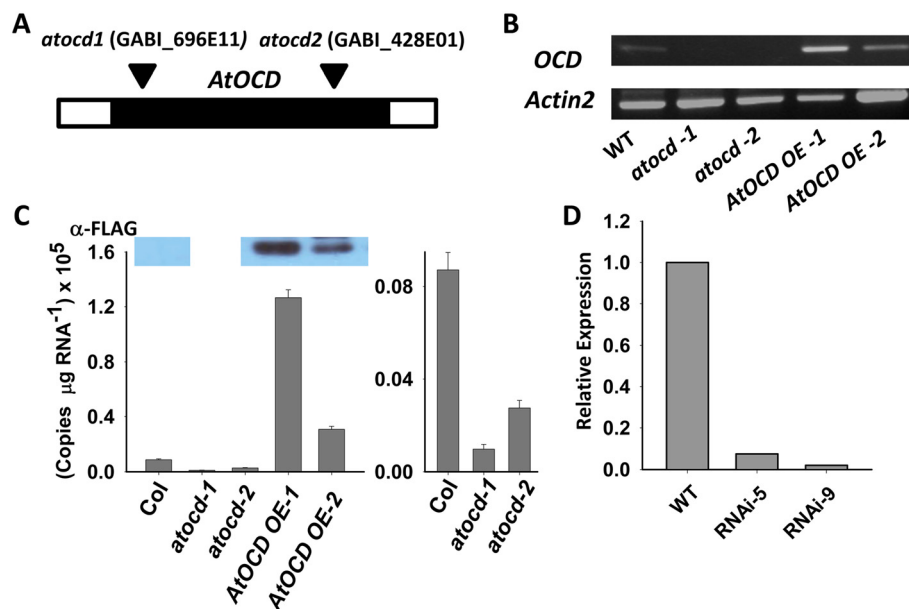 A
atocd1 (GABI_696E11) atocd2 (GABI_428E01)
AtOCD
B
OCD
Actin2
WT
atocd -1
atocd -2
AtOCD OE -1
AtOCD OE -2
C
α-FLAG
(Copies μg RNA⁻¹) x 10⁵
1.6
1.2
0.8
0.4
0.0
Col
atocd-1
atocd-2
AtOCD OE-1
AtOCD OE-2
0.08
0.04
0.00
Col
atocd-1
atocd-2
D
Relative Expression
1.2
1.0
0.8
0.6
0.4
0.2
0.0
WT
RNAi-5
RNAi-9